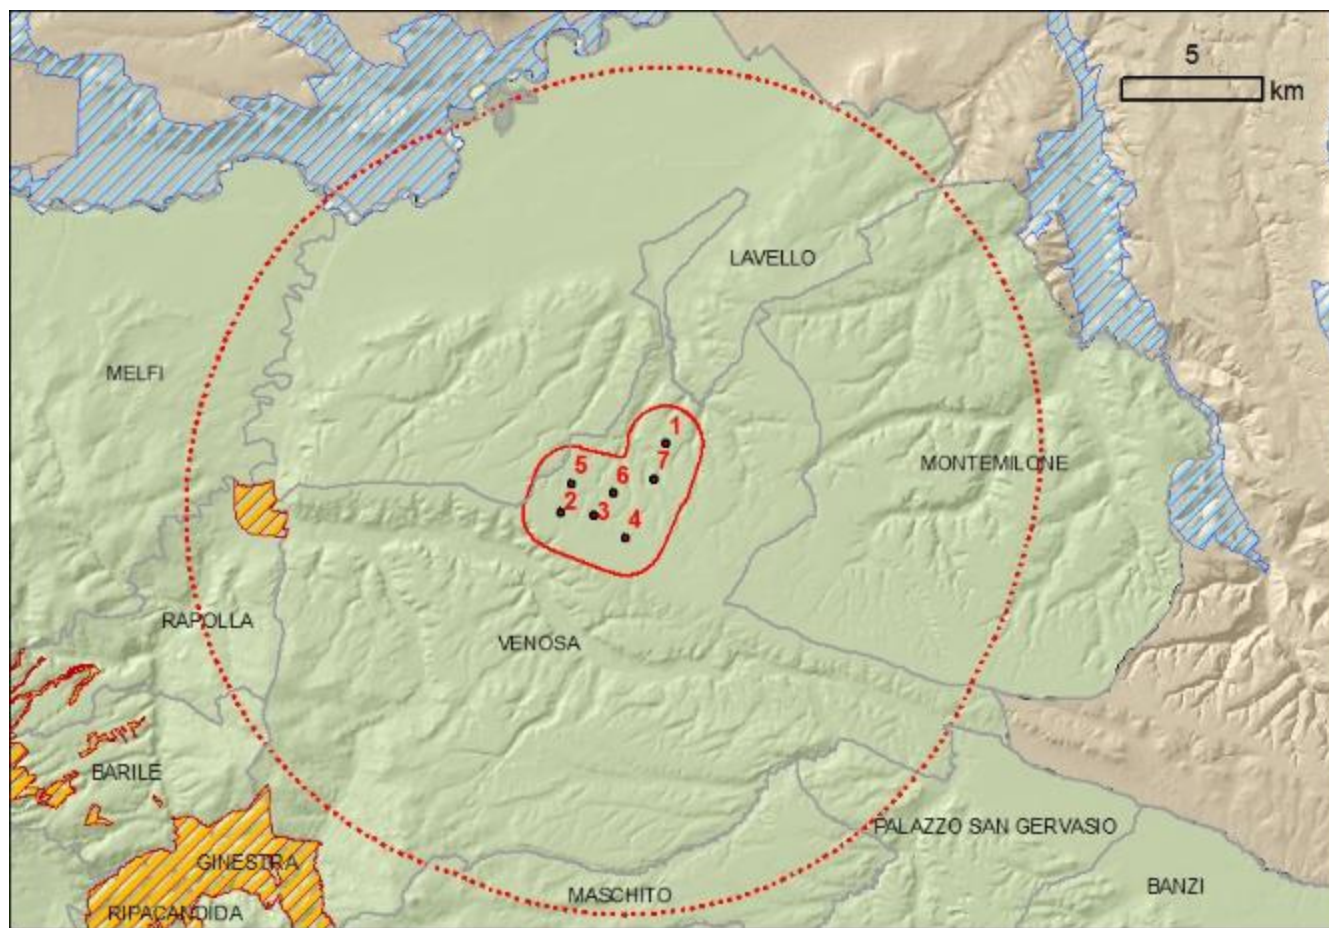 5
km
LAVELLO
MELFI
1
MONTEMILONE
5
6
7
2
3
4
RAPOLLA
VENOSA
BARILE
PALAZZO SAN GERVASIO
GINESTRA
BANZI
MASCHITO
RIPACANDIDA